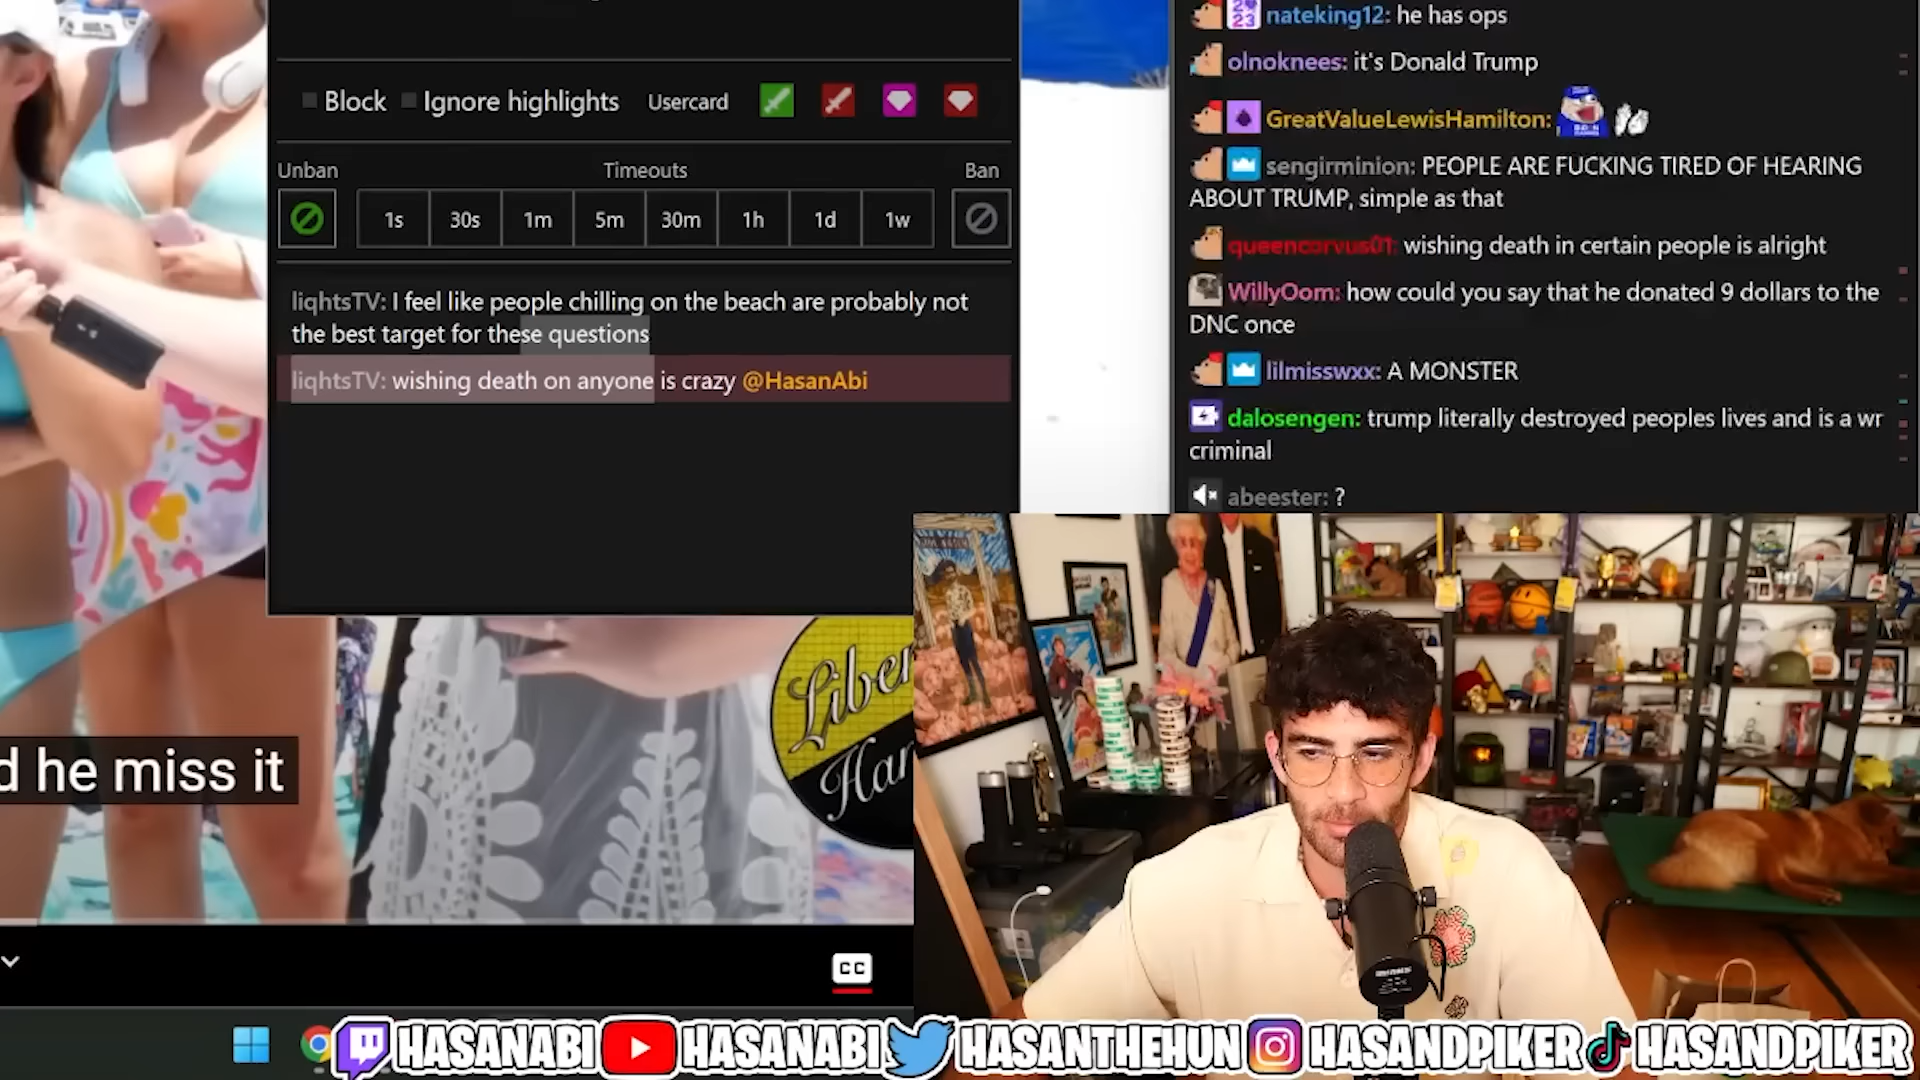 nateking12: he has ops
olnoknees: it's Donald Trump
GreatValueLewisHamilton:
sengirminion: PEOPLE ARE FUCKING TIRED OF HEARING
ABOUT TRUMP, simple as that
queencorvus01: wishing death in certain people is alright
WillyOom: how could you say that he donated 9 dollars to the
DNC once
lilmisswxx: A MONSTER
dalosengen: trump literally destroyed peoples lives and is a wr
criminal
abeester: ?
Block Ignore highlights Usercard
Unban Timeouts Ban
1s 30s 1m 5m 30m 1h 1d 1w
liqhtsTV: I feel like people chilling on the beach are probably not
the best target for these questions
liqhtsTV: wishing death on anyone is crazy @HasanAbi
Liber
Har
d he miss it
CC
HASANABI HASANABI HASANTHEHUN HASANDPIKER HASANDPIKER